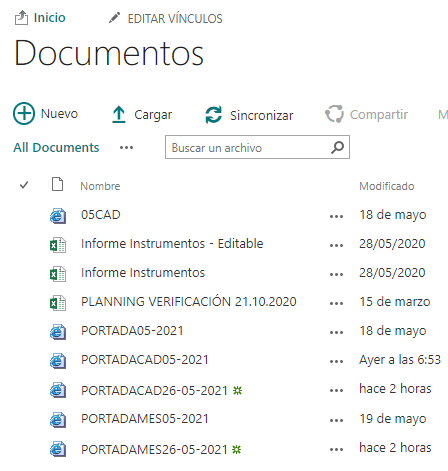 Inicio EDITAR VÍNCULOS
Documentos
Nuevo Cargar Sincronizar Compartir M
All Documents ... Buscar un archivo
Nombre Modificado
05CAD ... 18 de mayo
Informe Instrumentos - Editable ... 28/05/2020
Informe Instrumentos ... 28/05/2020
PLANNING VERIFICACIÓN 21.10.2020 ... 15 de marzo
PORTADA05-2021 ... 18 de mayo
PORTADACAD05-2021 ... Ayer a las 6:53
PORTADACAD26-05-2021 ... hace 2 horas
PORTADAMES05-2021 ... 19 de mayo
PORTADAMES26-05-2021 ... hace 2 horas